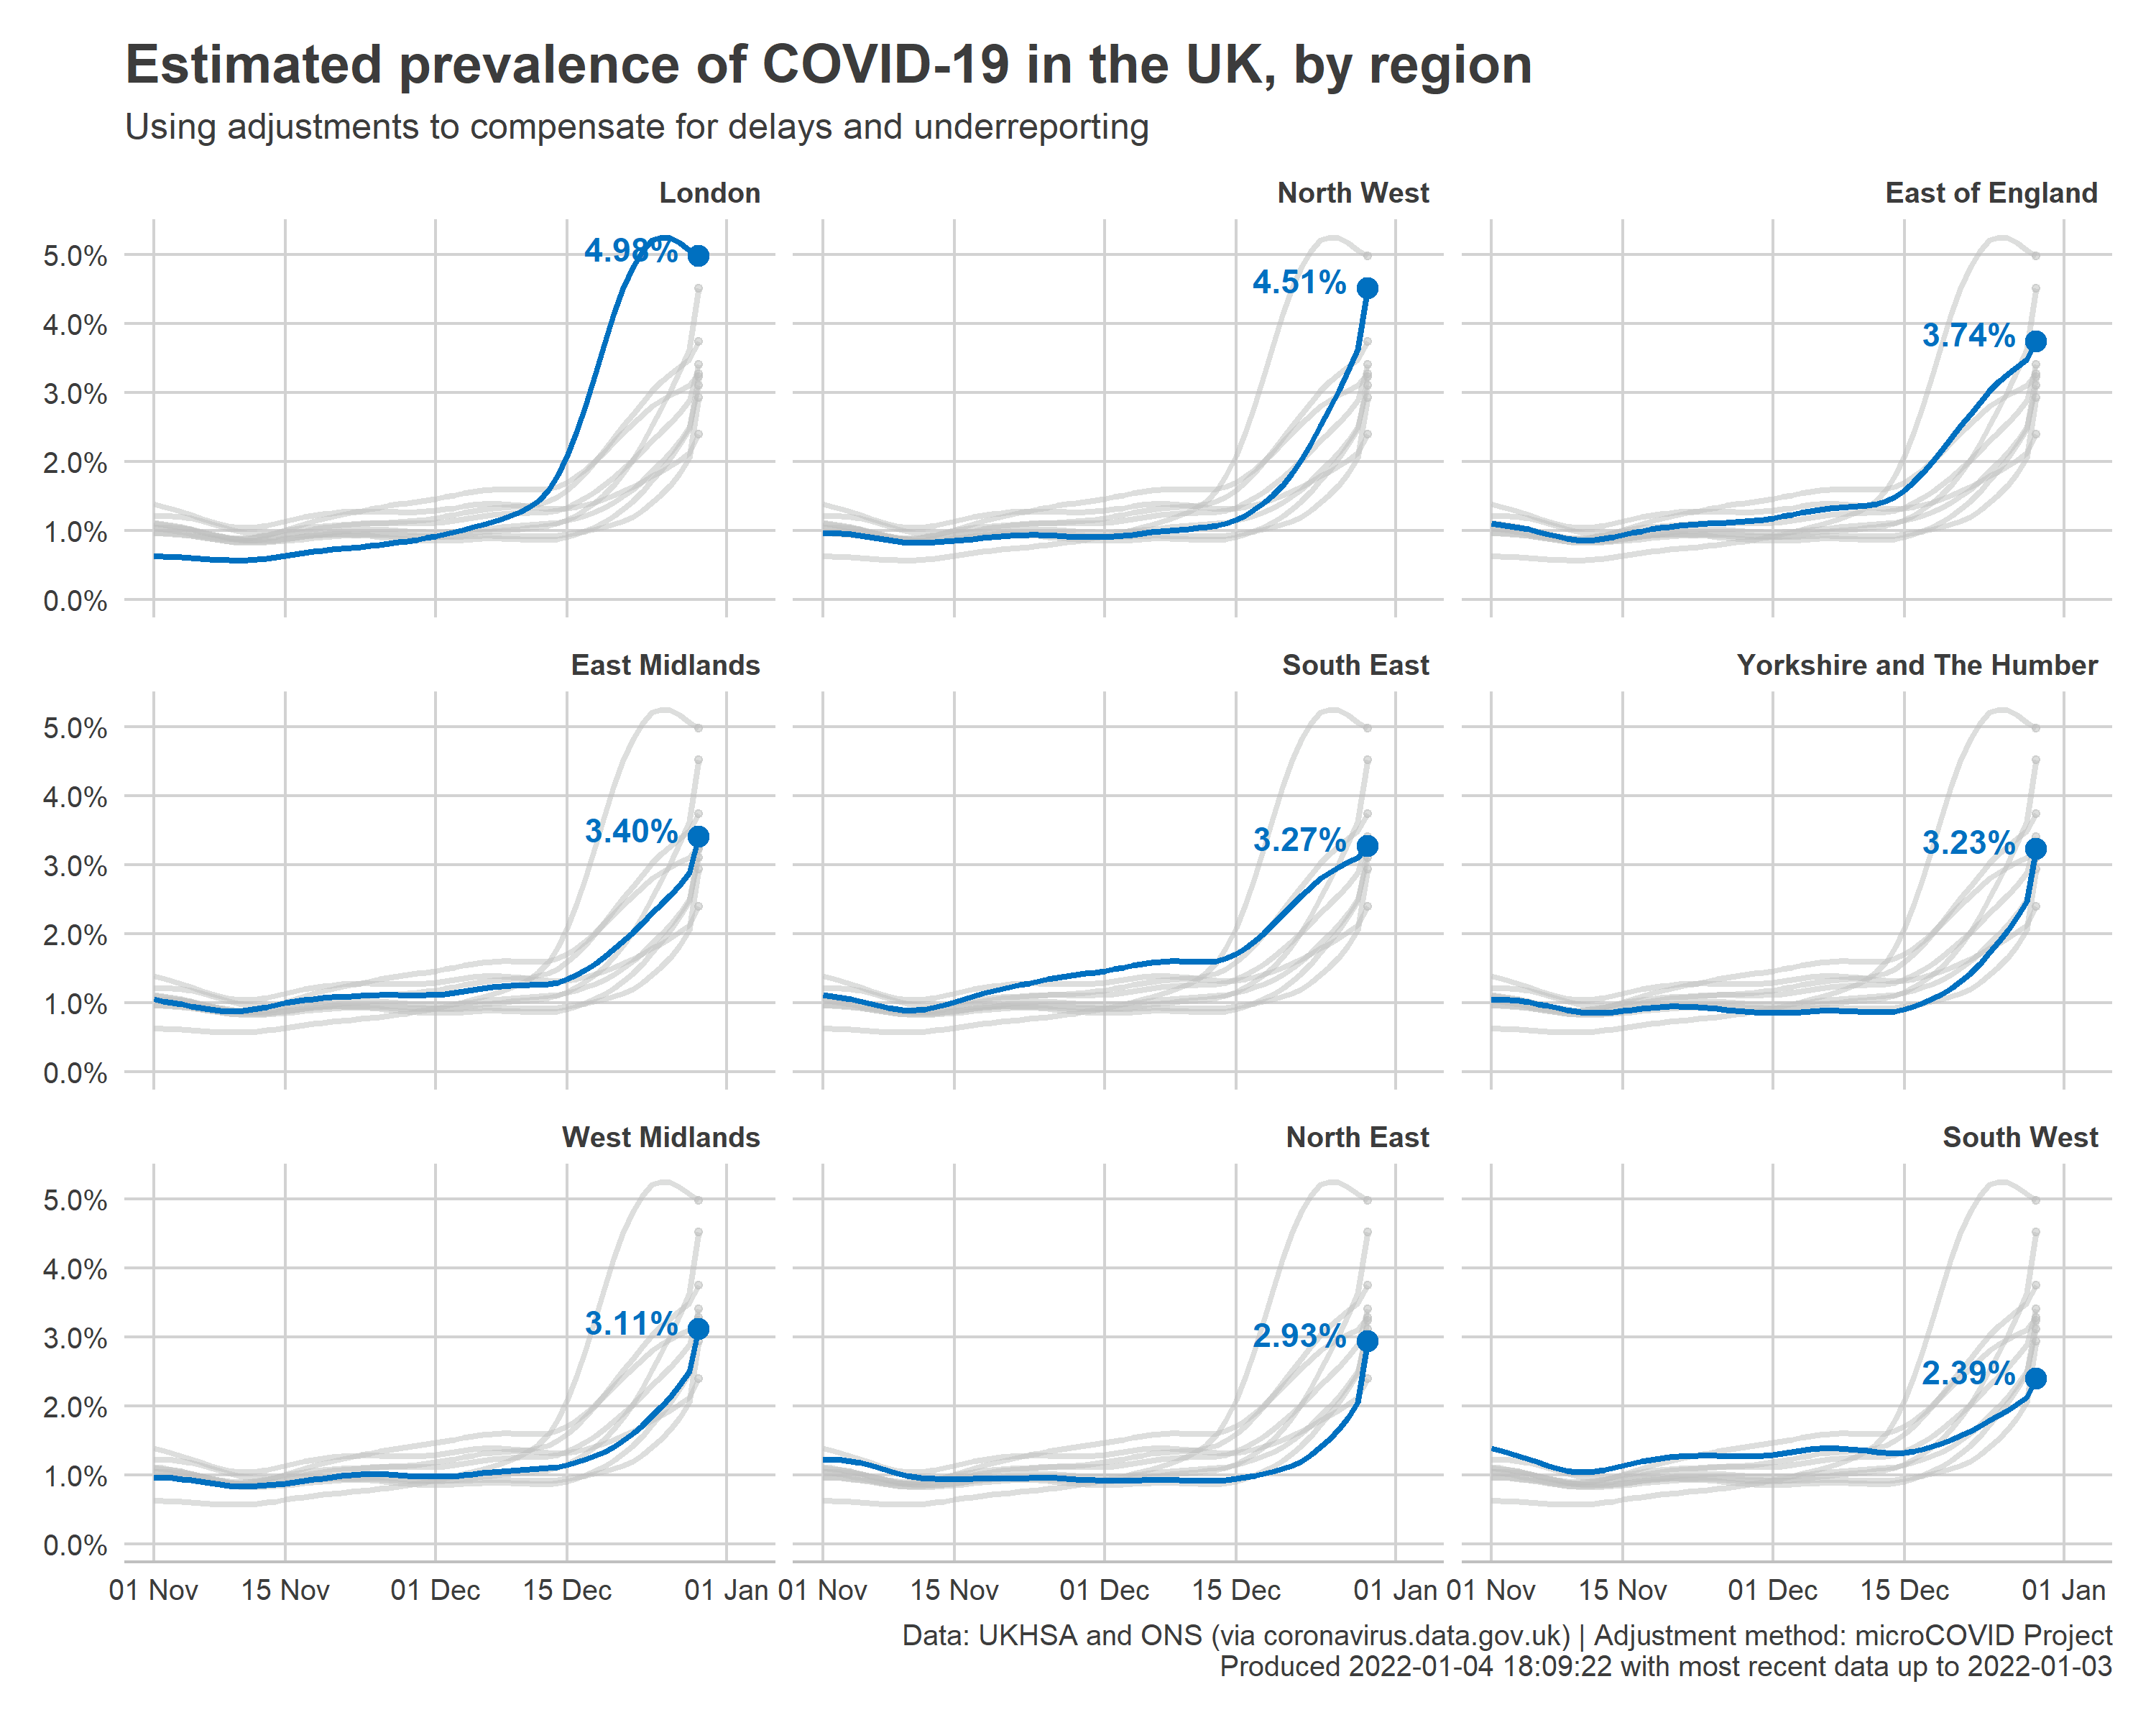 Estimated prevalence of COVID-19 in the UK, by region
Using adjustments to compensate for delays and underreporting
London
North West
East of England
5.0%
4.0%
3.0%
2.0%
1.0%
0.0%
4.98%
4.51%
3.74%
East Midlands
South East
Yorkshire and The Humber
5.0%
4.0%
3.0%
2.0%
1.0%
0.0%
3.40%
3.27%
3.23%
West Midlands
North East
South West
5.0%
4.0%
3.0%
2.0%
1.0%
0.0%
3.11%
2.93%
2.39%
01 Nov 15 Nov 01 Dec 15 Dec 01 Jan 01 Nov 15 Nov 01 Dec 15 Dec 01 Jan 01 Nov 15 Nov 01 Dec 15 Dec 01 Jan
Data: UKHSA and ONS (via coronavirus.data.gov.uk) | Adjustment method: microCOVID Project
Produced 2022-01-04 18:09:22 with most recent data up to 2022-01-03